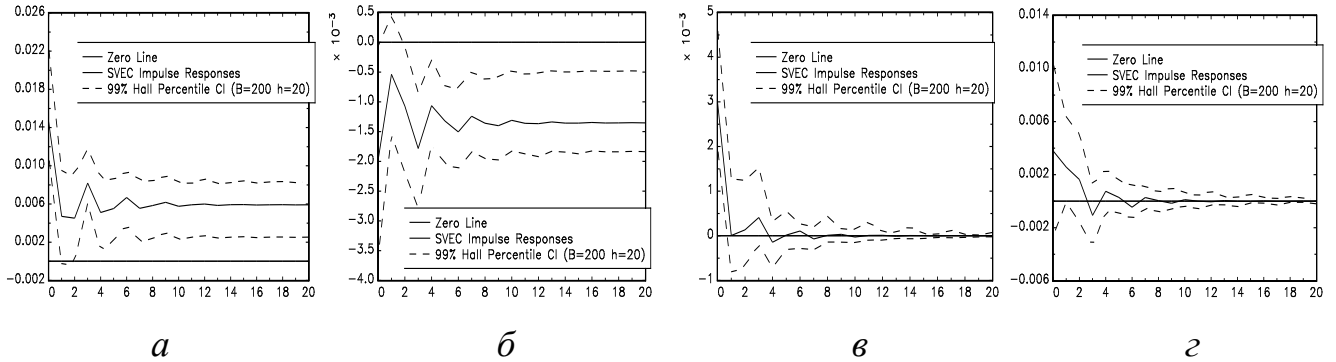 0.026
0.022
0.018
0.014
0.010
0.006
0.002
−0.002
0 2 4 6 8 10 12 14 16 18 20
Zero Line
SVEC Impulse Responses
99% Hall Percentile CI (B=200 h=20)
а
× 10⁻³
0.5
0.0
−0.5
−1.0
−1.5
−2.0
−2.5
−3.0
−3.5
−4.0
0 2 4 6 8 10 12 14 16 18 20
Zero Line
SVEC Impulse Responses
99% Hall Percentile CI (B=200 h=20)
б
× 10⁻³
5
4
3
2
1
0
−1
0 2 4 6 8 10 12 14 16 18 20
Zero Line
SVEC Impulse Responses
99% Hall Percentile CI (B=200 h=20)
в
0.014
0.010
0.006
0.002
−0.002
−0.006
0 2 4 6 8 10 12 14 16 18 20
Zero Line
SVEC Impulse Responses
99% Hall Percentile CI (B=200 h=20)
г